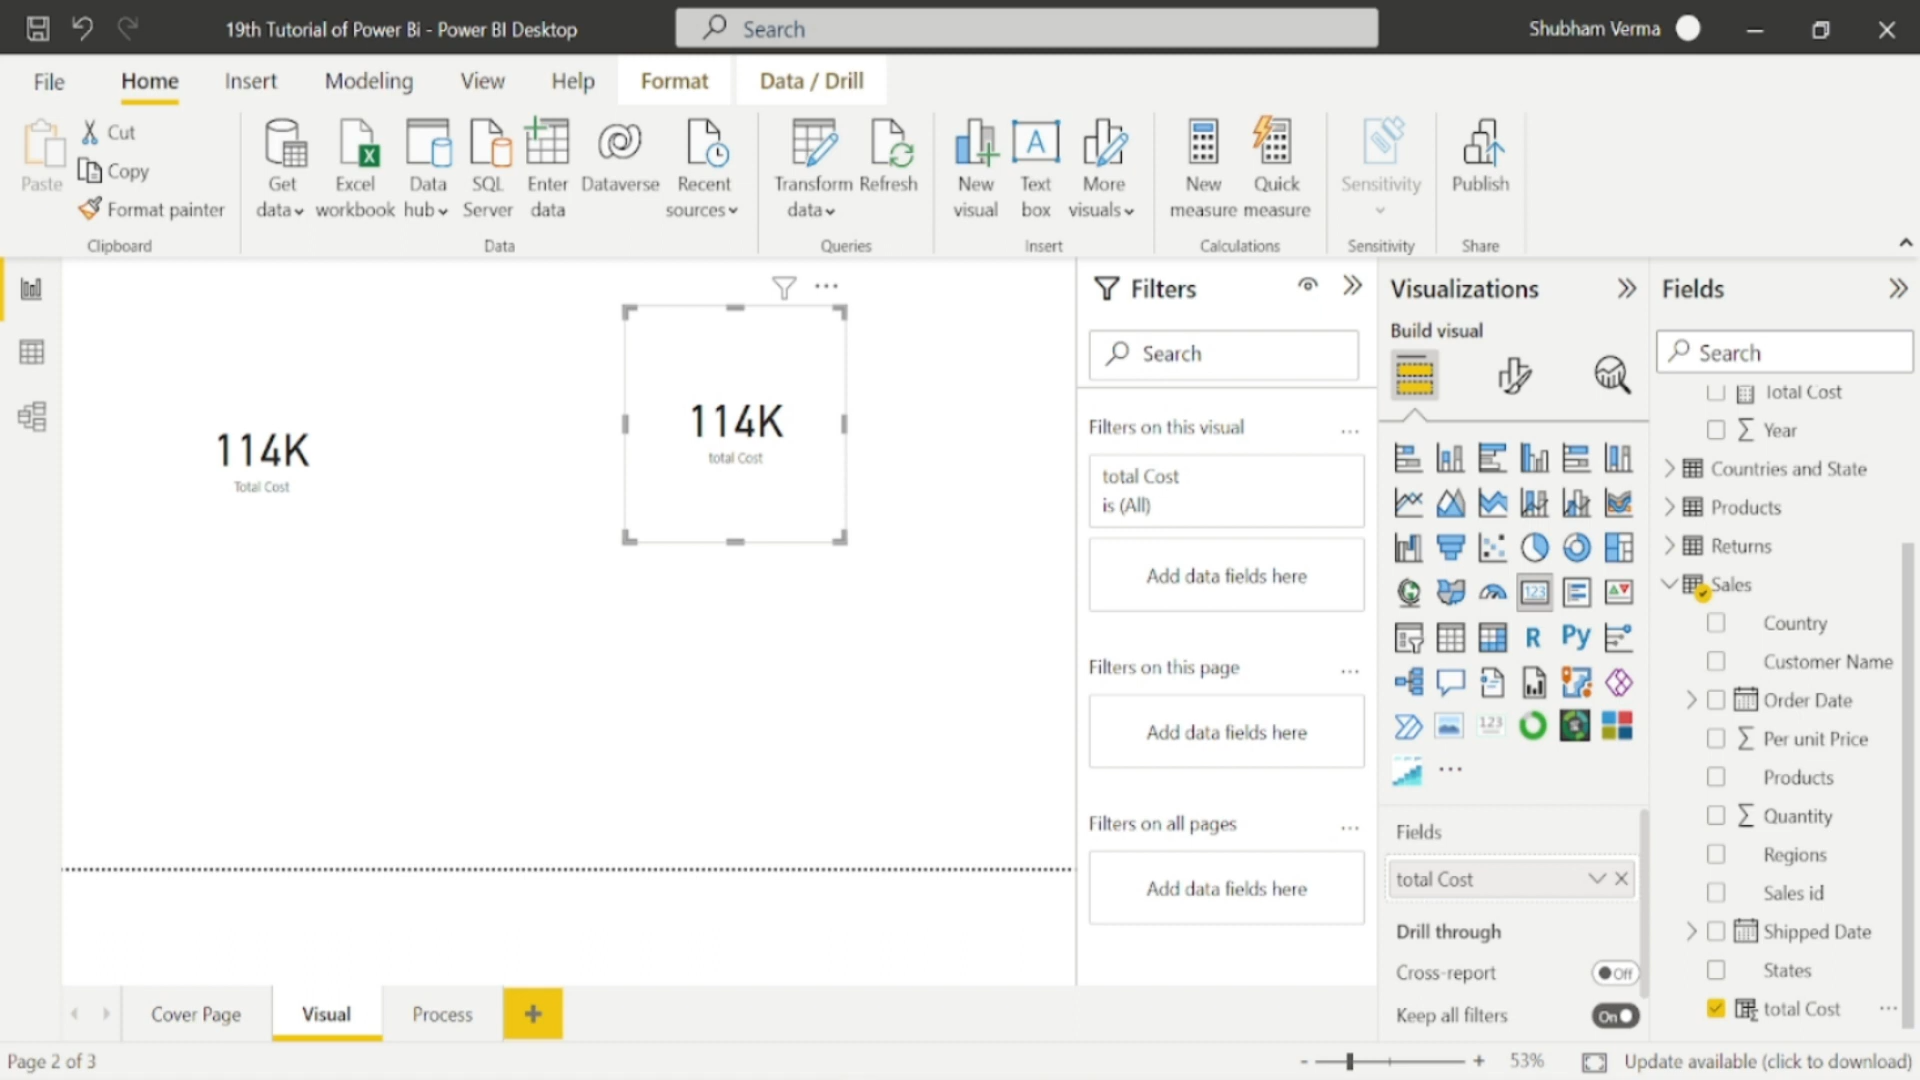 19th Tutorial of Power Bi - Power BI Desktop
Search
Shubham Verma
File
Home
Insert
Modeling
View
Help
Format
Data / Drill
Paste
Cut
Copy
Format painter
Clipboard
Get data
Excel workbook
Data hub
SQL Server
Enter data
Dataverse
Recent sources
Data
Transform data
Refresh
Queries
New visual
Text box
More visuals
Insert
New measure
Quick measure
Calculations
Sensitivity
Sensitivity
Publish
Share
114K
Total Cost
114K
total Cost
Filters
Search
Filters on this visual
total Cost
is (All)
Add data fields here
Filters on this page
Add data fields here
Filters on all pages
Add data fields here
Visualizations
Build visual
123
R
Py
123
Fields
total Cost
Drill through
Cross-report
Off
Keep all filters
On
Fields
Search
Total Cost
Year
Countries and State
Products
Returns
Sales
Country
Customer Name
Order Date
Per unit Price
Products
Quantity
Regions
Sales id
Shipped Date
States
total Cost
Cover Page
Visual
Process
Page 2 of 3
53%
Update available (click to download)